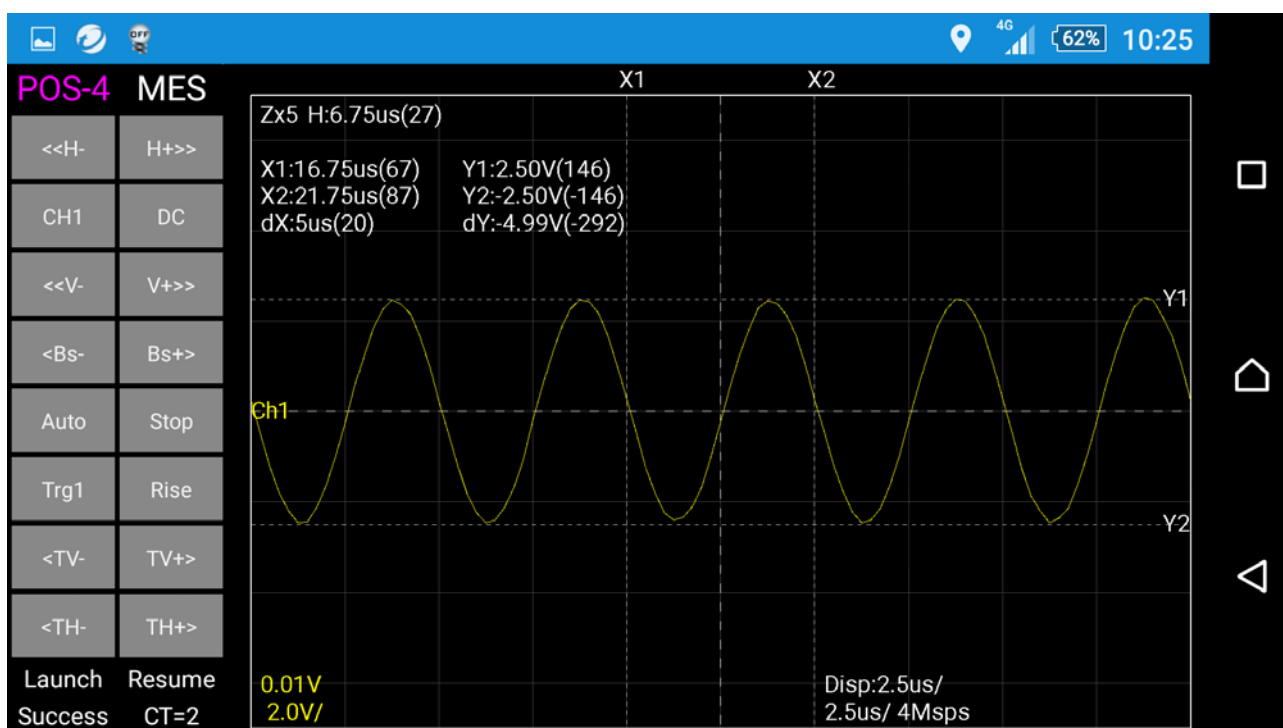 OFF 4G 62% 10:25
POS-4 MES X1 X2
Zx5 H:6.75us(27)
<<H- H+>>
X1:16.75us(67) Y1:2.50V(146)
X2:21.75us(87) Y2:-2.50V(-146)
dX:5us(20) dY:-4.99V(-292)
CH1 DC
<<V- V+>>
Y1
<Bs- Bs+>
Ch1
Auto Stop
Trg1 Rise
Y2
<TV- TV+>
<TH- TH+>
Launch Resume 0.01V Disp:2.5us/
Success CT=2 2.0V/ 2.5us/ 4Msps